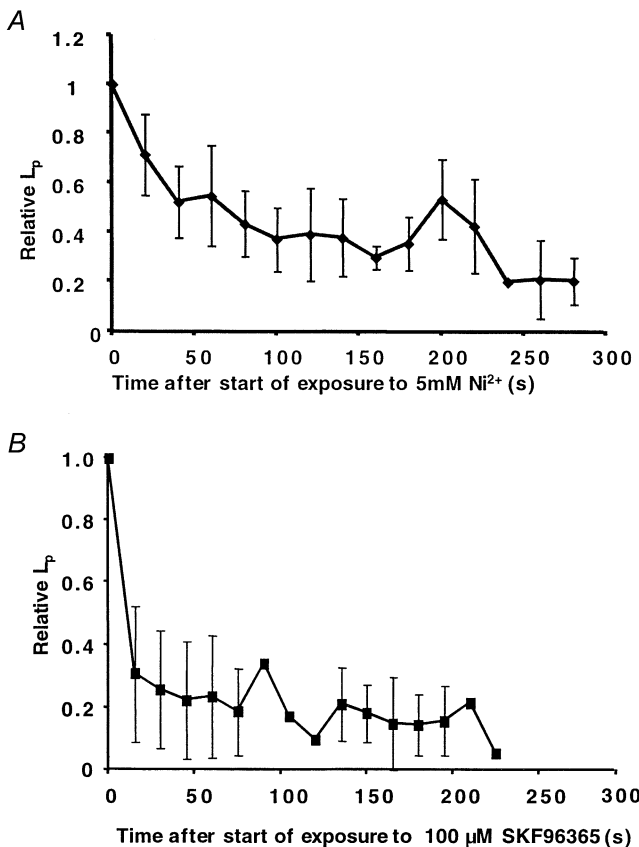 A
1.2
1
0.8
0.6
0.4
0.2
0
Relative Lp
0 50 100 150 200 250 300
Time after start of exposure to 5mM Ni²⁺ (s)
B
1.0
0.8
0.6
0.4
0.2
0
Relative Lp
0 50 100 150 200 250 300
Time after start of exposure to 100 µM SKF96365 (s)